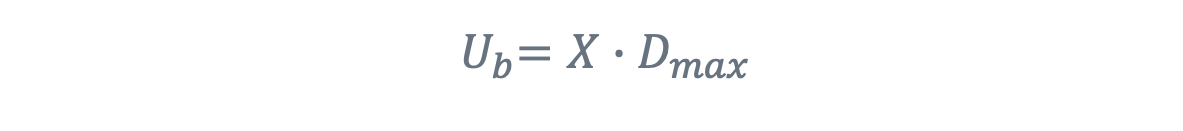 U_b = X · D_max